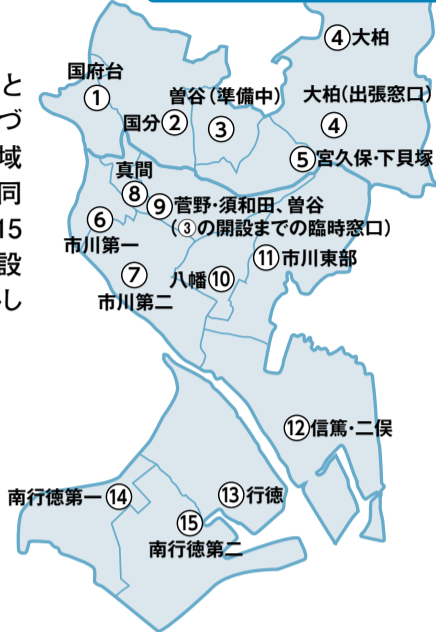 と
づ
域
同
15
設
し
④大柏
国府台
①
曽谷（準備中）
③
大柏（出張窓口）
④
国分②
⑤宮久保・下貝塚
真間
⑧
⑨菅野・須和田、曽谷
（③の開設までの臨時窓口）
⑥
市川第一
⑪市川東部
⑦
市川第二
八幡⑩
⑫信篤・二俣
南行徳第一⑭
⑬行徳
⑮
南行徳第二